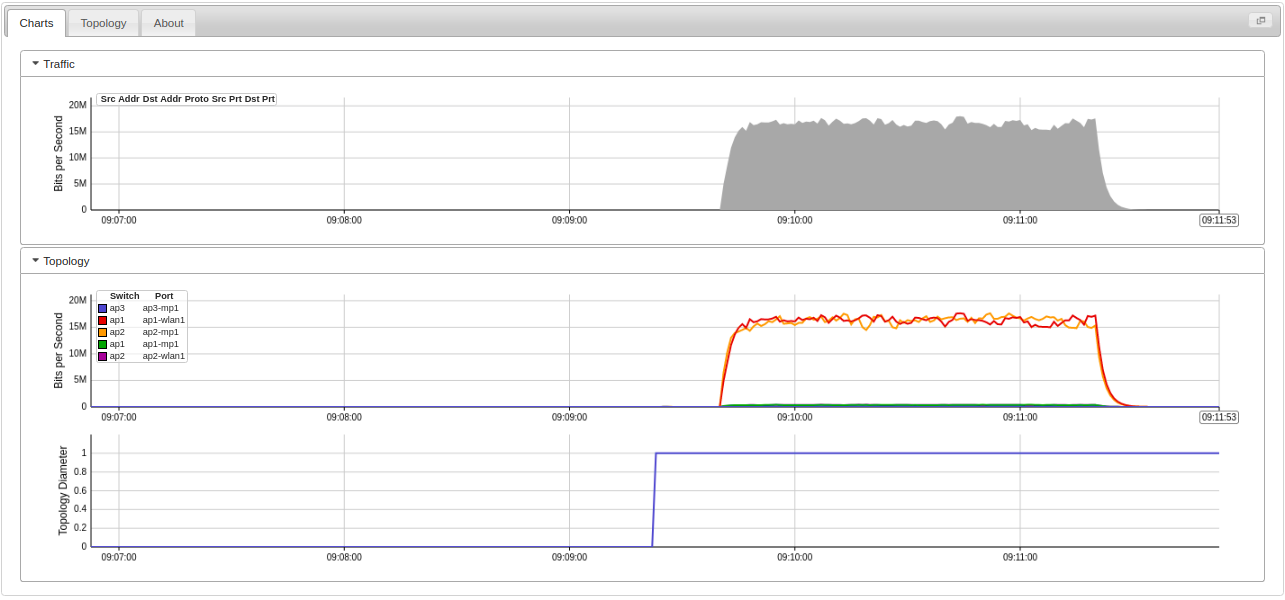 Charts Topology About
Traffic
Src Addr Dst Addr Proto Src Prt Dst Prt
Bits per Second
20M
15M
10M
5M
0
09:07:00 09:08:00 09:09:00 09:10:00 09:11:00 09:11:53
Topology
Switch Port
ap3 ap3-mp1
ap1 ap1-wlan1
ap2 ap2-mp1
ap1 ap1-mp1
ap2 ap2-wlan1
Bits per Second
20M
15M
10M
5M
0
09:07:00 09:08:00 09:09:00 09:10:00 09:11:00 09:11:53
Topology Diameter
1
0.8
0.6
0.4
0.2
0
09:07:00 09:08:00 09:09:00 09:10:00 09:11:00